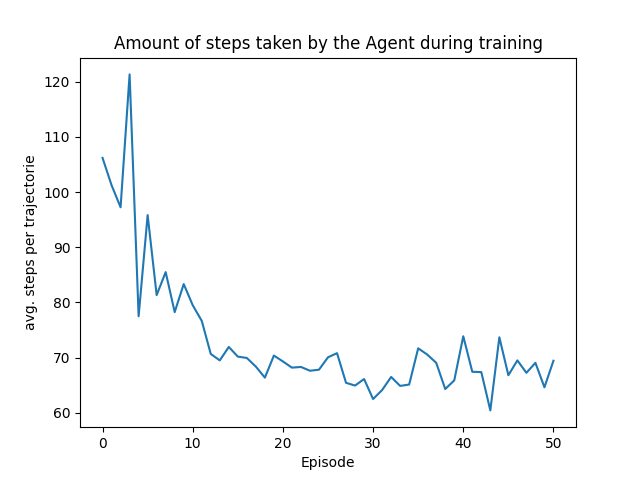 Amount of steps taken by the Agent during training
avg. steps per trajectorie
120
110
100
90
80
70
60
0 10 20 30 40 50
Episode